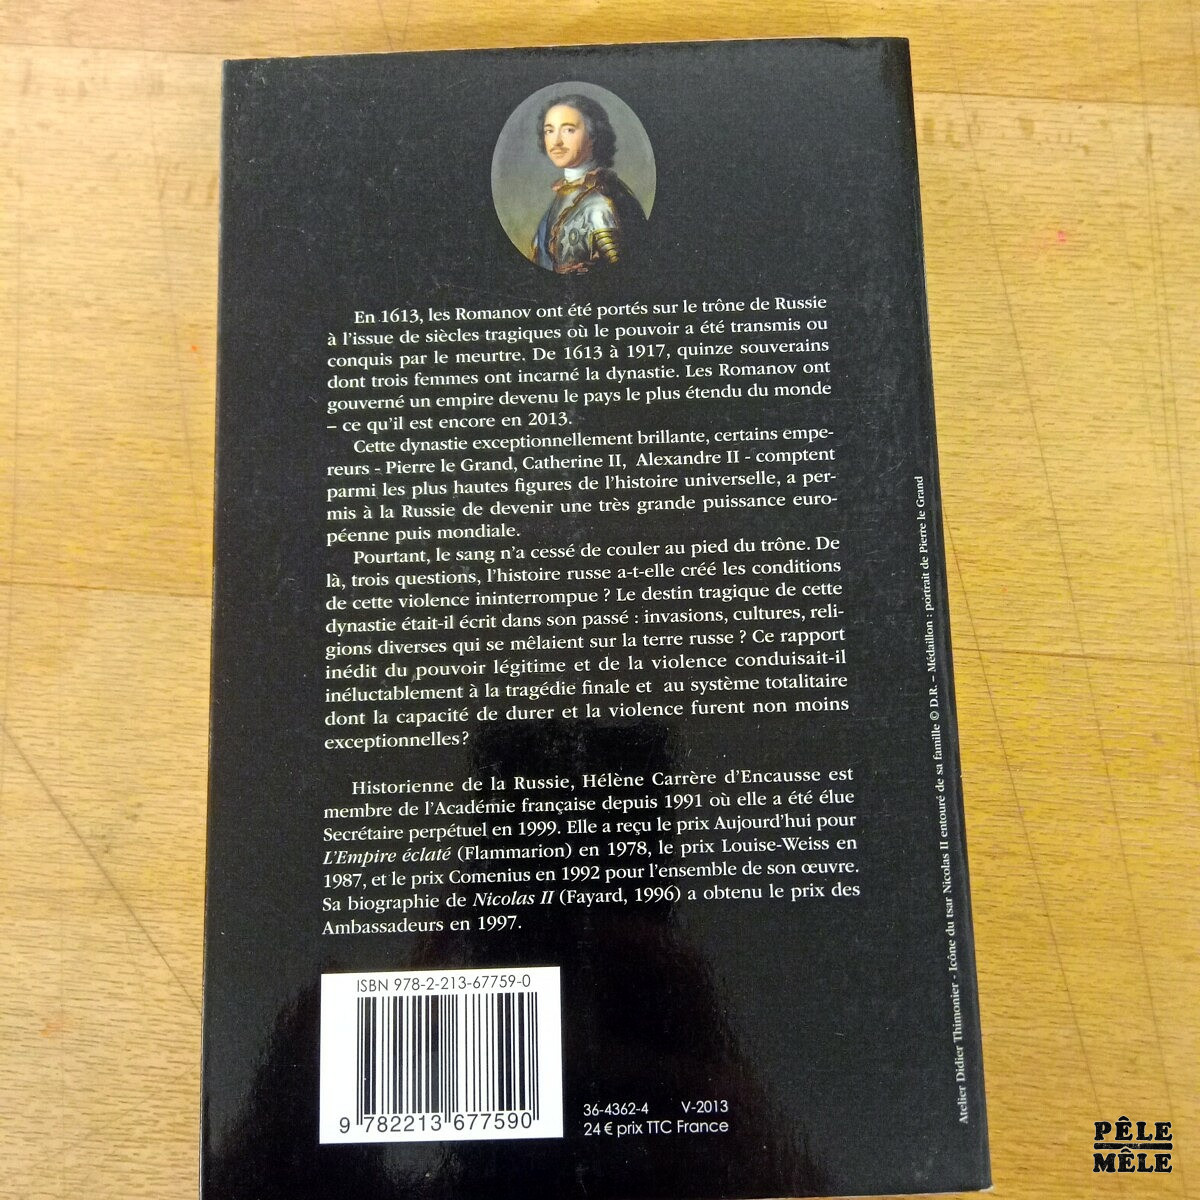 En 1613, les Romanov ont été portés sur le trône de Russie
à l'issue de siècles tragiques où le pouvoir a été transmis ou
conquis par le meurtre. De 1613 à 1917, quinze souverains
dont trois femmes ont incarné la dynastie. Les Romanov ont
gouverné un empire devenu le pays le plus étendu du monde
– ce qu'il est encore en 2013.
Cette dynastie exceptionnellement brillante, certains empe-
reurs - Pierre le Grand, Catherine II, Alexandre II - comptent
parmi les plus hautes figures de l'histoire universelle, a per-
mis à la Russie de devenir une très grande puissance euro-
péenne puis mondiale.
Pourtant, le sang n'a cessé de couler au pied du trône. De
là, trois questions, l'histoire russe a-t-elle créé les conditions
de cette violence ininterrompue ? Le destin tragique de cette
dynastie était-il écrit dans son passé : invasions, cultures, reli-
gions diverses qui se mêlaient sur la terre russe ? Ce rapport
inédit du pouvoir légitime et de la violence conduisait-il
inéluctablement à la tragédie finale et au système totalitaire
dont la capacité de durer et la violence furent non moins
exceptionnelles ?
Historienne de la Russie, Hélène Carrère d'Encausse est
membre de l'Académie française depuis 1991 où elle a été élue
Secrétaire perpétuel en 1999. Elle a reçu le prix Aujourd'hui pour
L'Empire éclaté (Flammarion) en 1978, le prix Louise-Weiss en
1987, et le prix Comenius en 1992 pour l'ensemble de son œuvre.
Sa biographie de Nicolas II (Fayard, 1996) a obtenu le prix des
Ambassadeurs en 1997.
ISBN 978-2-213-67759-0
9 782213 677590
36-4362-4 V-2013
24 € prix TTC France
Atelier Didier Thimonier - Icône du tsar Nicolas II entouré de sa famille © D.R. – Médaillon : portrait de Pierre le Grand
PÊLE
MÊLE